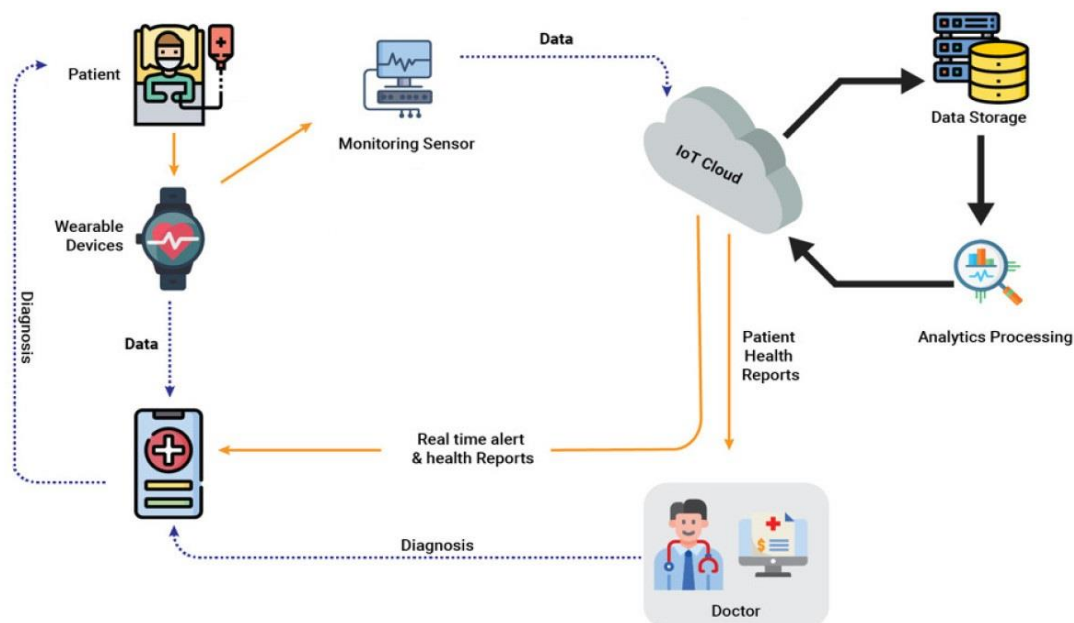 Patient
Data
Monitoring Sensor
IoT Cloud
Data Storage
Wearable
Devices
Diagnosis
Data
Patient
Health
Reports
Analytics Processing
Real time alert
& health Reports
Diagnosis
$
Doctor